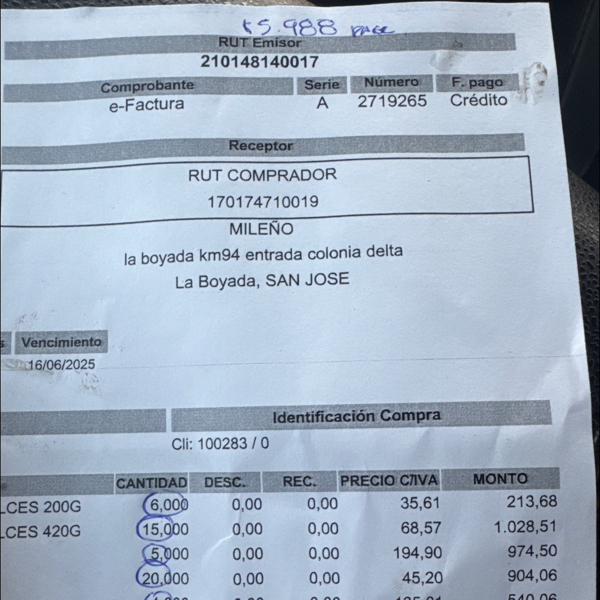 $5.988
RUT Emisor
210148140017
Comprobante Serie Número F. pago
e-Factura A 2719265 Crédito
Receptor
RUT COMPRADOR
170174710019
MILEÑO
la boyada km94 entrada colonia delta
La Boyada, SAN JOSE
s Vencimiento
16/06/2025
Identificación Compra
Cli: 100283 / 0
CANTIDAD DESC. REC. PRECIO C/IVA MONTO
LCES 200G 6,000 0,00 0,00 35,61 213,68
LCES 420G 15,000 0,00 0,00 68,57 1.028,51
5,000 0,00 0,00 194,90 974,50
20,000 0,00 0,00 45,20 904,06